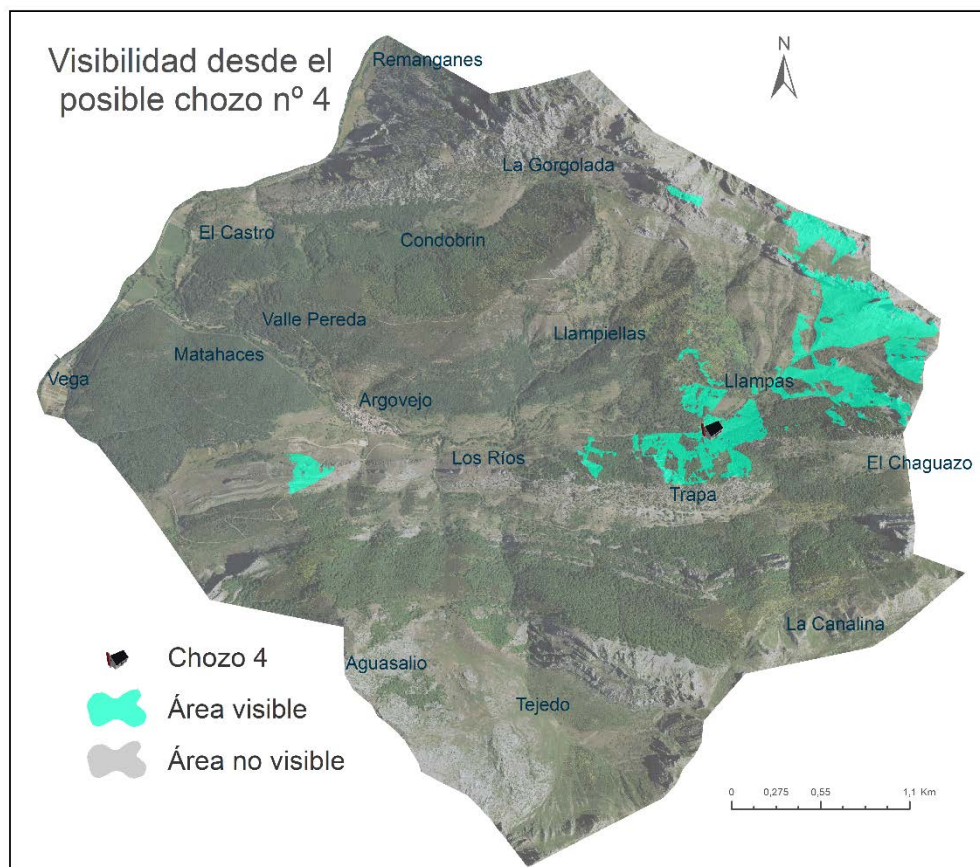 Visibilidad desde el
posible chozo nº 4
N
Remanganes
La Gorgolada
El Castro
Condobrin
Valle Pereda
Llampiellas
Matahaces
Vega
Llampas
Argovejo
Los Ríos
El Chaguazo
Trapa
La Canalina
Aguasalio
Tejedo
Chozo 4
Área visible
Área no visible
0 0,275 0,55 1,1 Km